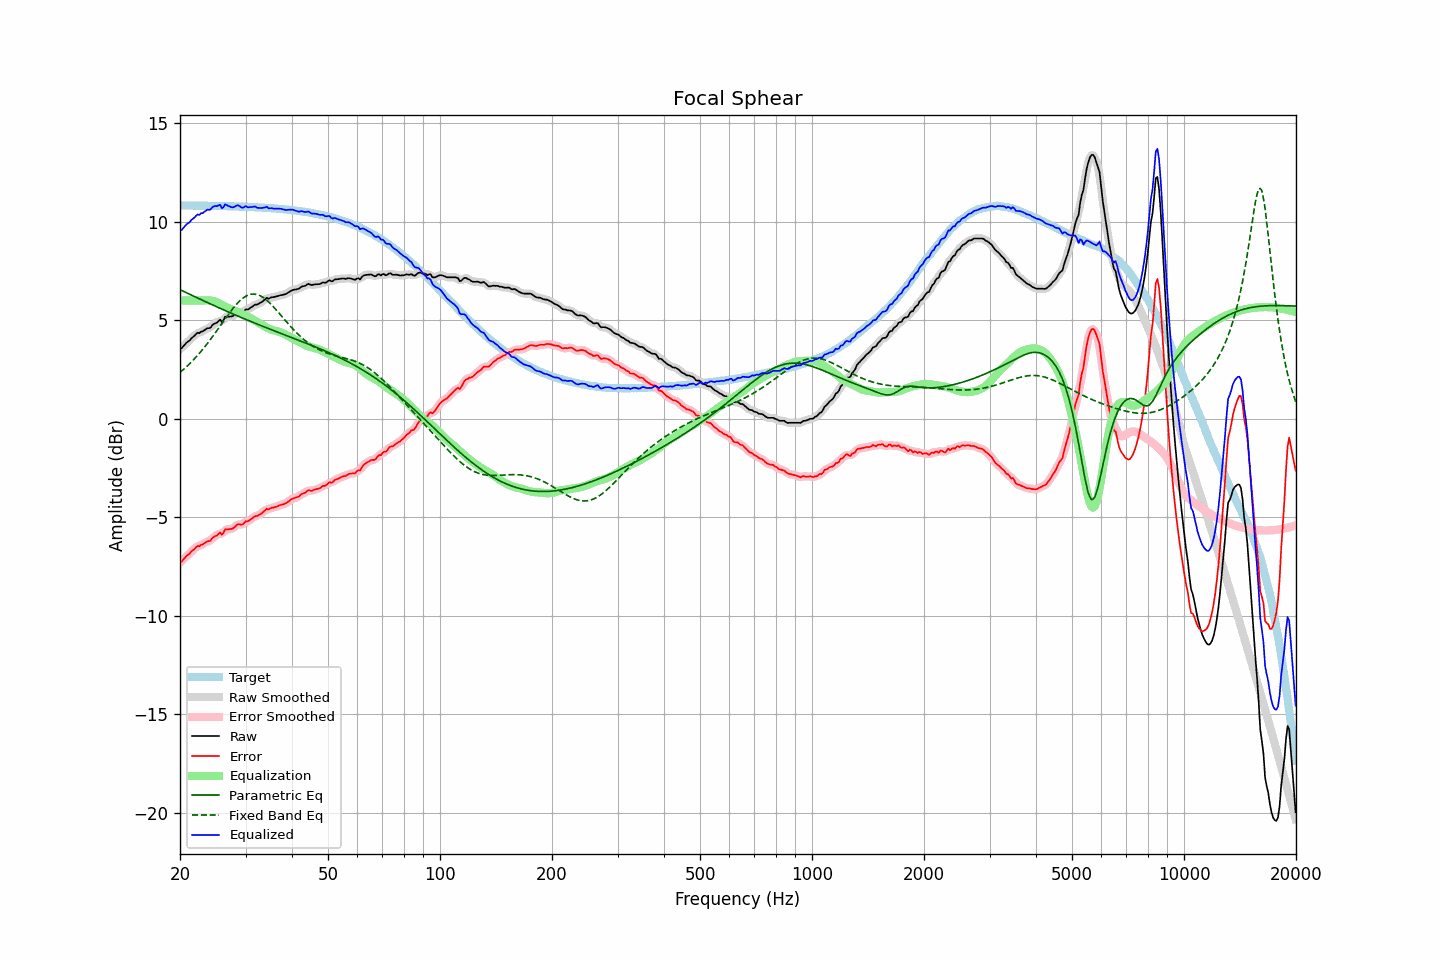 Focal Sphear
15
10
5
0
−5
−10
−15
−20
Amplitude (dBr)
Target
Raw Smoothed
Error Smoothed
Raw
Error
Equalization
Parametric Eq
Fixed Band Eq
Equalized
20 50 100 200 500 1000 2000 5000 10000 20000
Frequency (Hz)